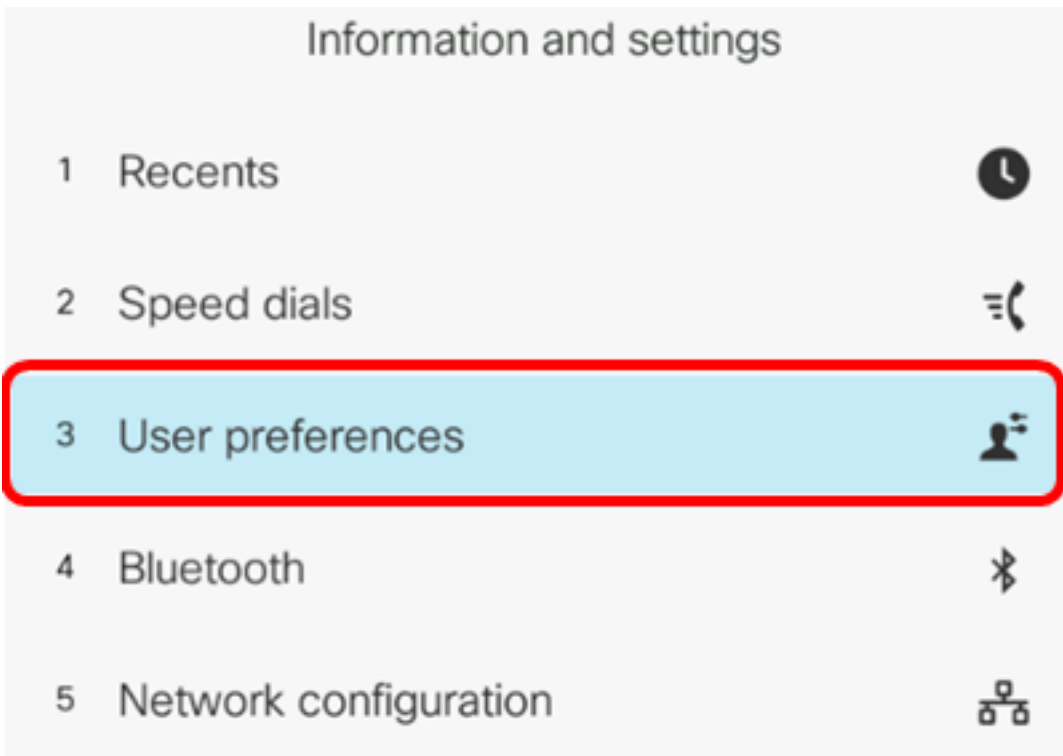 Information and settings
1 Recents
2 Speed dials
3 User preferences
4 Bluetooth
5 Network configuration